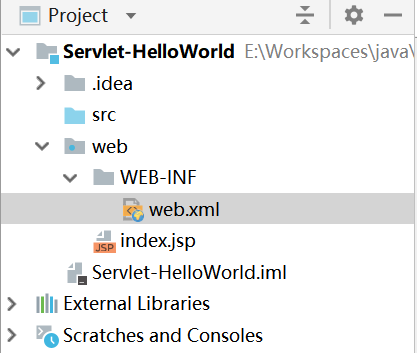 Project
Servlet-HelloWorld E:\Workspaces\java\
.idea
src
web
WEB-INF
web.xml
JSP index.jsp
Servlet-HelloWorld.iml
External Libraries
Scratches and Consoles